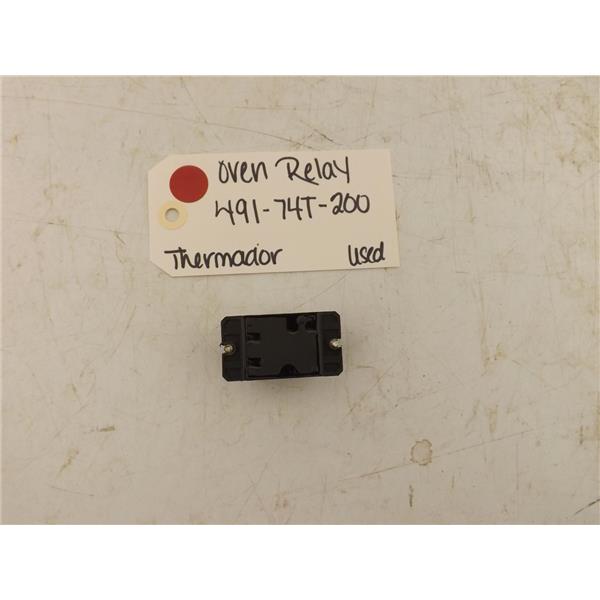 Oven Relay
491-74T-200
Thermador Used